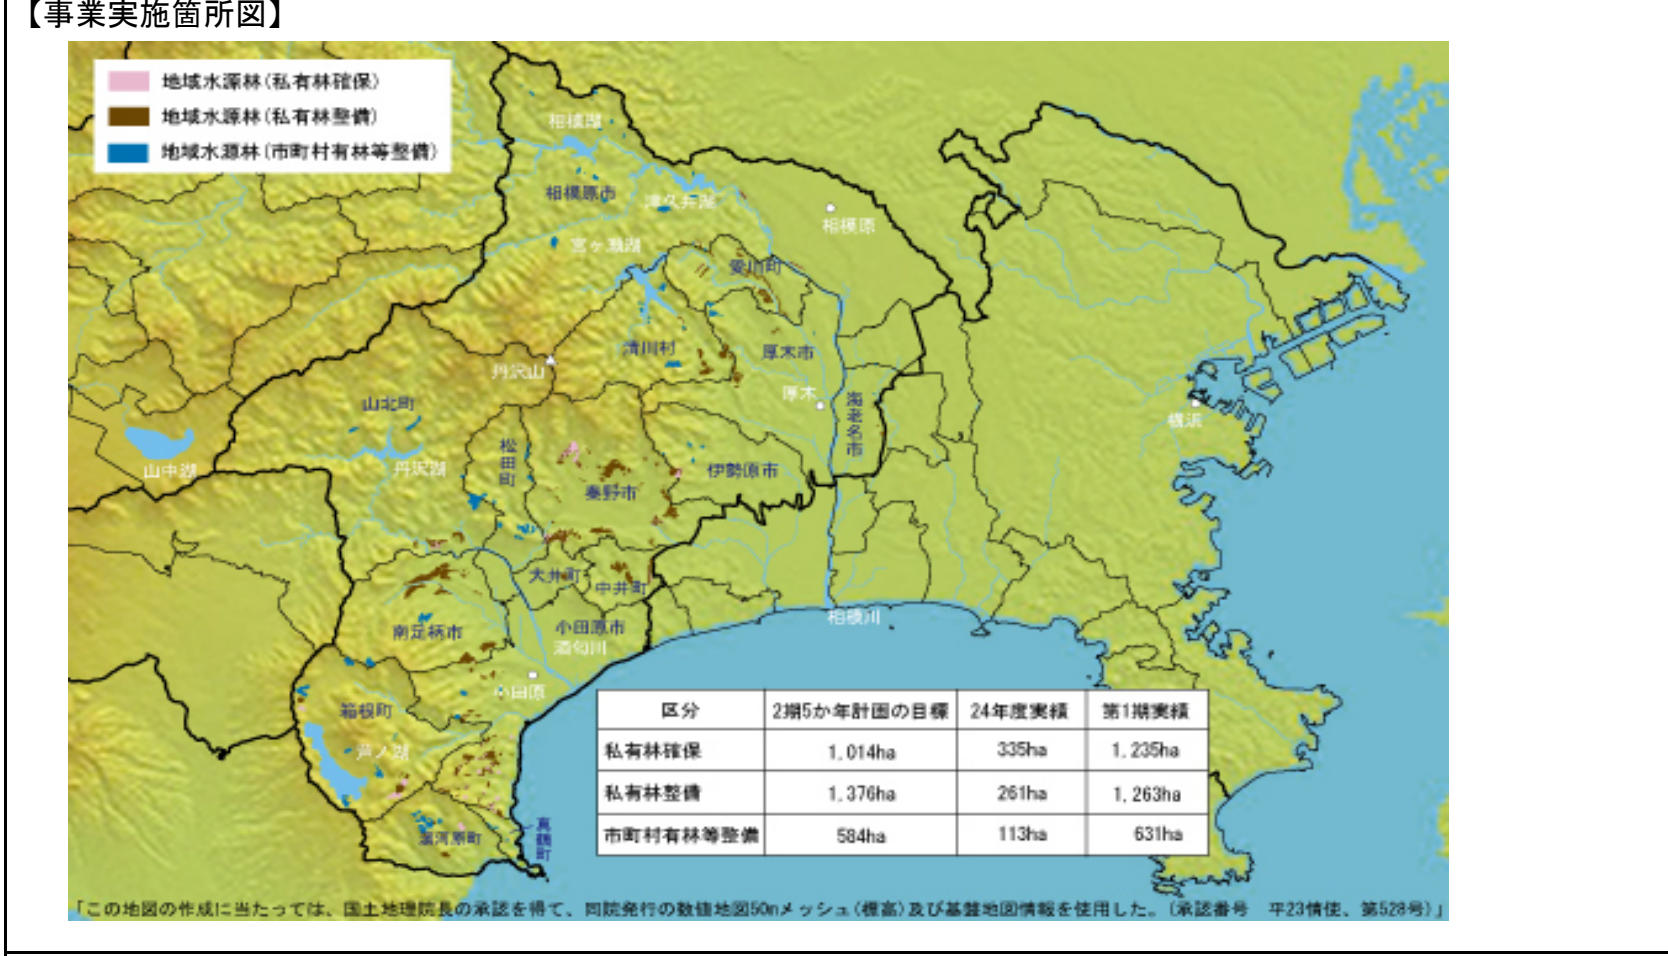 【事業実施箇所図】
地域水源林(私有林確保)
地域水源林(私有林整備)
地域水源林(市町村有林等整備)
相模湖
相模原市
津久井湖
相模原
宮ヶ瀬湖
愛川町
清川村
厚木市
丹沢山
厚木
山北町
海老名市
横浜
松田町
山中湖
丹沢湖
伊勢原市
秦野市
大井町
中井町
相模川
南足柄市
小田原市
酒匂川
小田原
箱根町
芦ノ湖
湯河原町
真鶴町
区分 2期5か年計画の目標 24年度実績 第1期実績
私有林確保 1,014ha 335ha 1,235ha
私有林整備 1,376ha 261ha 1,263ha
市町村有林等整備 584ha 113ha 631ha
「この地図の作成に当たっては、国土地理院長の承認を得て、同院発行の数値地図50mメッシュ(標高)及び基盤地図情報を使用した。(承認番号 平23情使、第528号)」